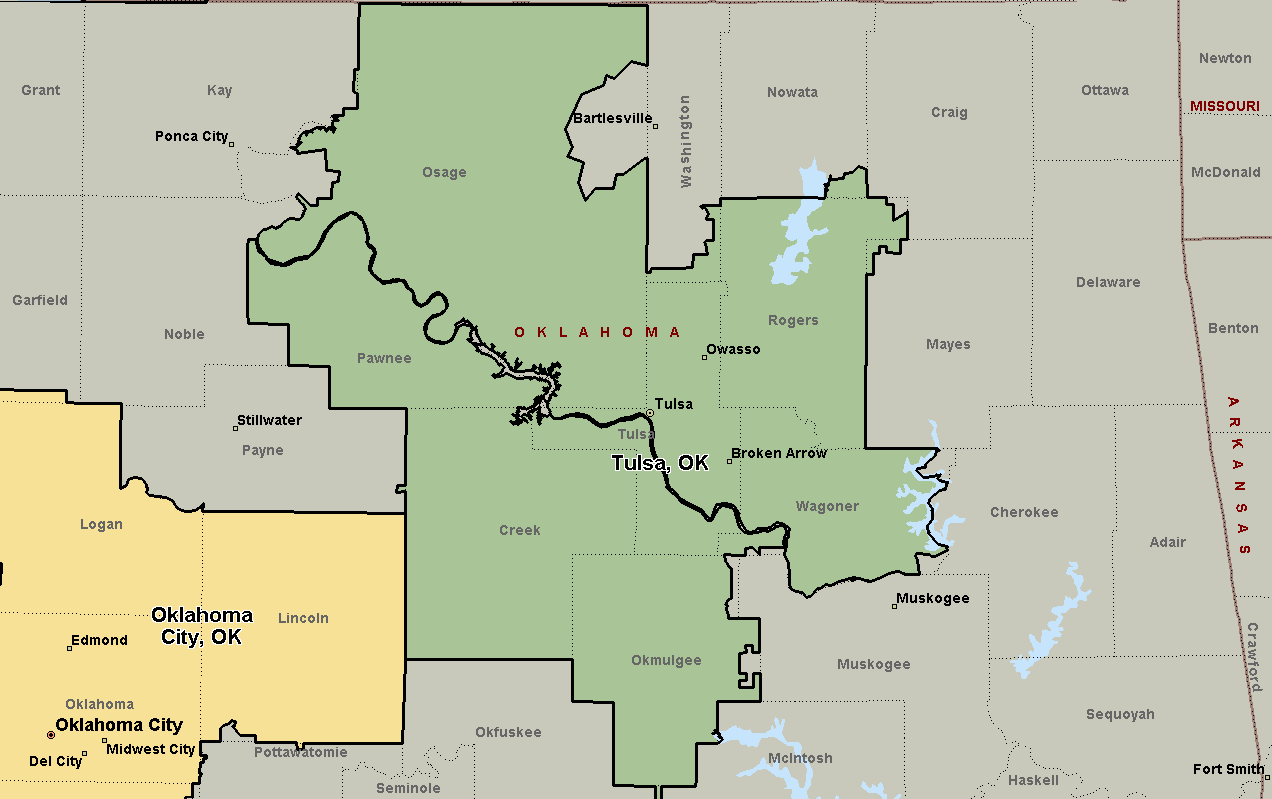 Newton
Grant
Kay
Nowata
Ottawa
MISSOURI
Craig
Bartlesville
Washington
Ponca City
Osage
McDonald
Delaware
Garfield
Rogers
Benton
Noble
OKLAHOMA
Owasso
Mayes
Pawnee
Tulsa
ARKANSAS
Stillwater
Tulsa
Payne
Tulsa, OK
Broken Arrow
Wagoner
Cherokee
Logan
Creek
Adair
Muskogee
Oklahoma
City, OK
Lincoln
Edmond
Crawford
Okmulgee
Muskogee
Oklahoma
Oklahoma City
Okfuskee
Sequoyah
Midwest City
Pottawatomie
Del City
McIntosh
Fort Smith
Haskell
Seminole